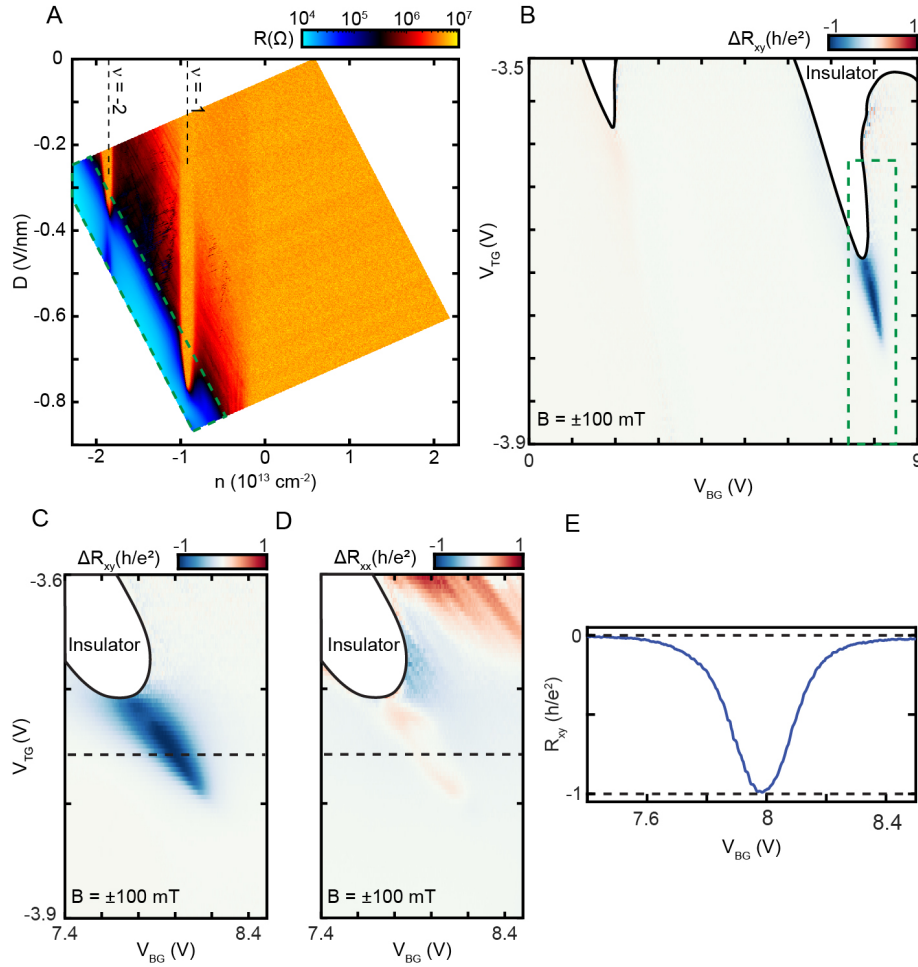 A
R(Ω)
10⁴ 10⁵ 10⁶ 10⁷
0
-0.2
-0.4
-0.6
-0.8
D (V/nm)
ν = -2
ν = -1
-2 -1 0 1 2
n (10¹³ cm⁻²)
B
ΔRxy(h/e²)
-1 1
-3.5
Insulator
VTG (V)
B = ±100 mT
-3.9
0 9
VBG (V)
C
ΔRxy(h/e²)
-1 1
-3.6
Insulator
VTG (V)
B = ±100 mT
-3.9
7.4 8.4
VBG (V)
D
ΔRxx(h/e²)
-1 1
Insulator
B = ±100 mT
7.4 8.4
VBG (V)
E
0
Rxy (h/e²)
-1
7.6 8 8.4
VBG (V)